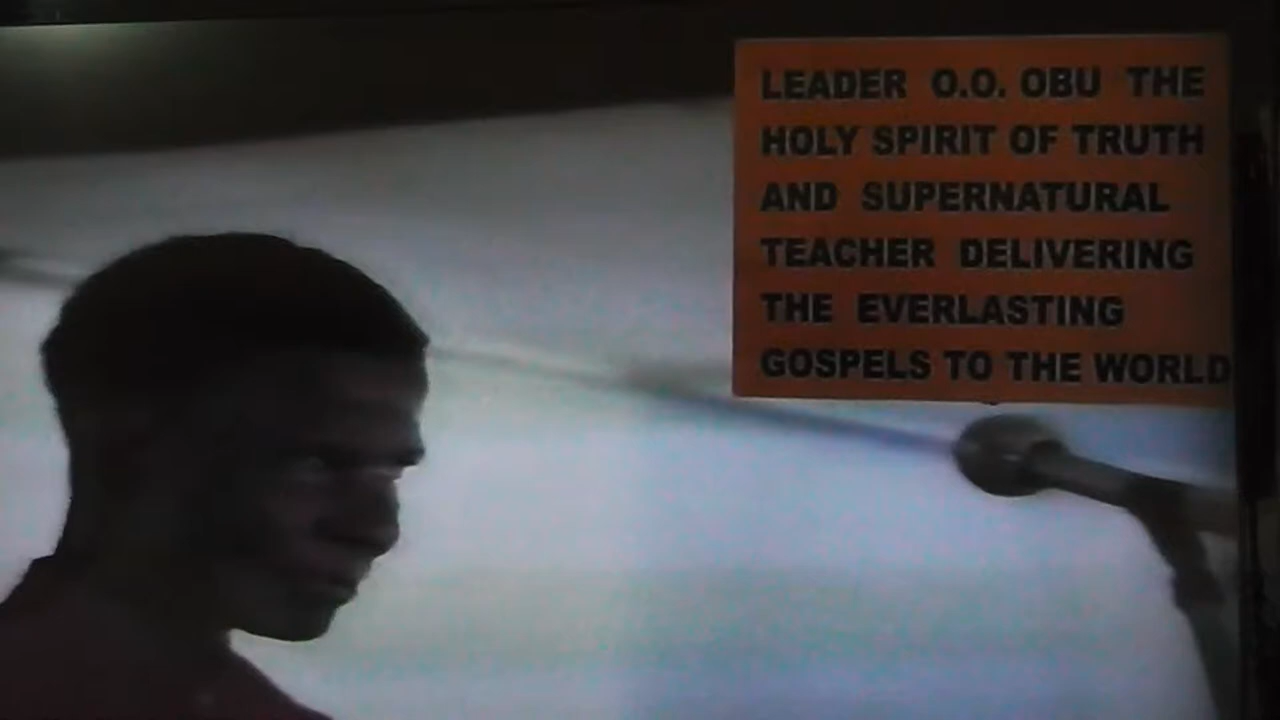 LEADER O.O. OBU THE
HOLY SPIRIT OF TRUTH
AND SUPERNATURAL
TEACHER DELIVERING
THE EVERLASTING
GOSPELS TO THE WORLD